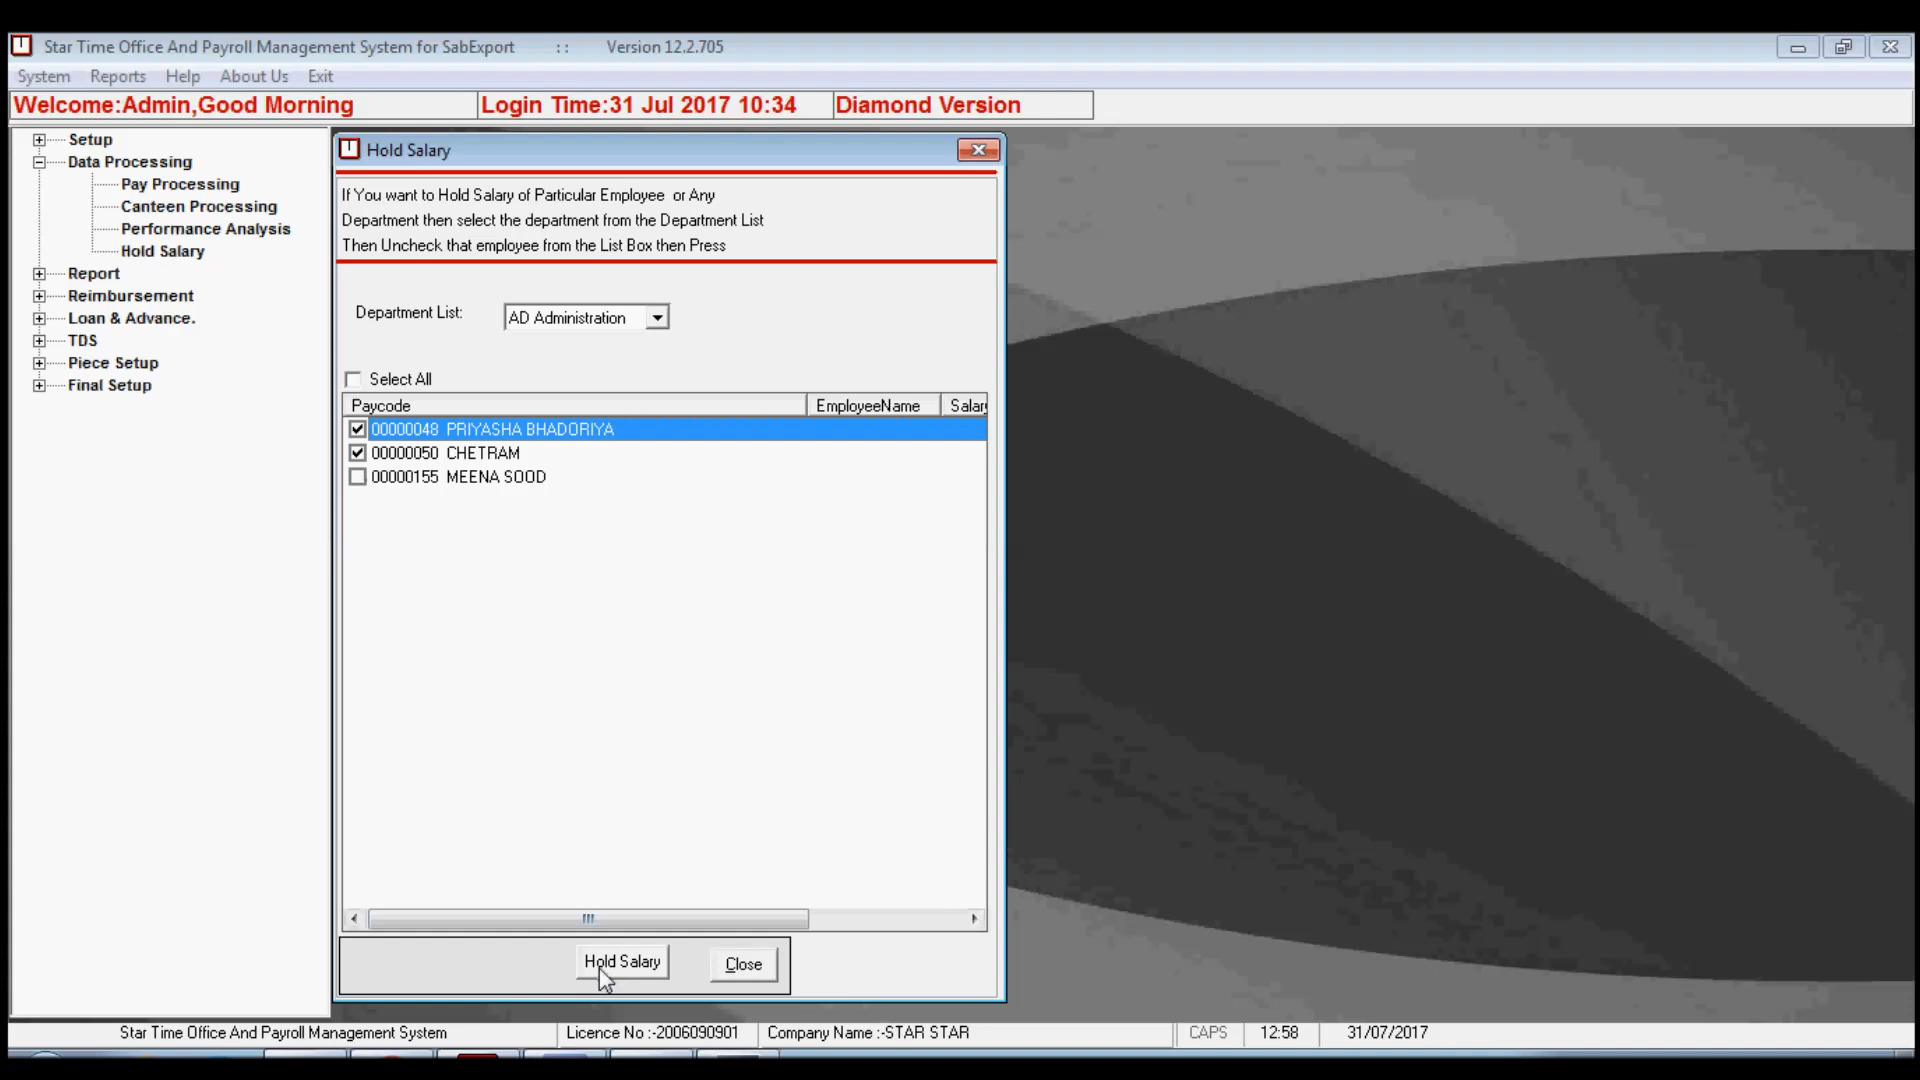 Star Time Office And Payroll Management System for SabExport :: Version 12.2.705
System Reports Help About Us Exit
Welcome:Admin,Good Morning Login Time:31 Jul 2017 10:34 Diamond Version
Setup
Data Processing
Pay Processing
Canteen Processing
Performance Analysis
Hold Salary
Report
Reimbursement
Loan & Advance.
TDS
Piece Setup
Final Setup
Hold Salary
If You want to Hold Salary of Particular Employee or Any
Department then select the department from the Department List
Then Uncheck that employee from the List Box then Press
Department List: AD Administration
Select All
Paycode EmployeeName Salary
00000048 PRIYASHA BHADORIYA
00000050 CHETRAM
00000155 MEENA SOOD
Hold Salary Close
Star Time Office And Payroll Management System Licence No :-2006090901 Company Name :-STAR STAR CAPS 12:58 31/07/2017